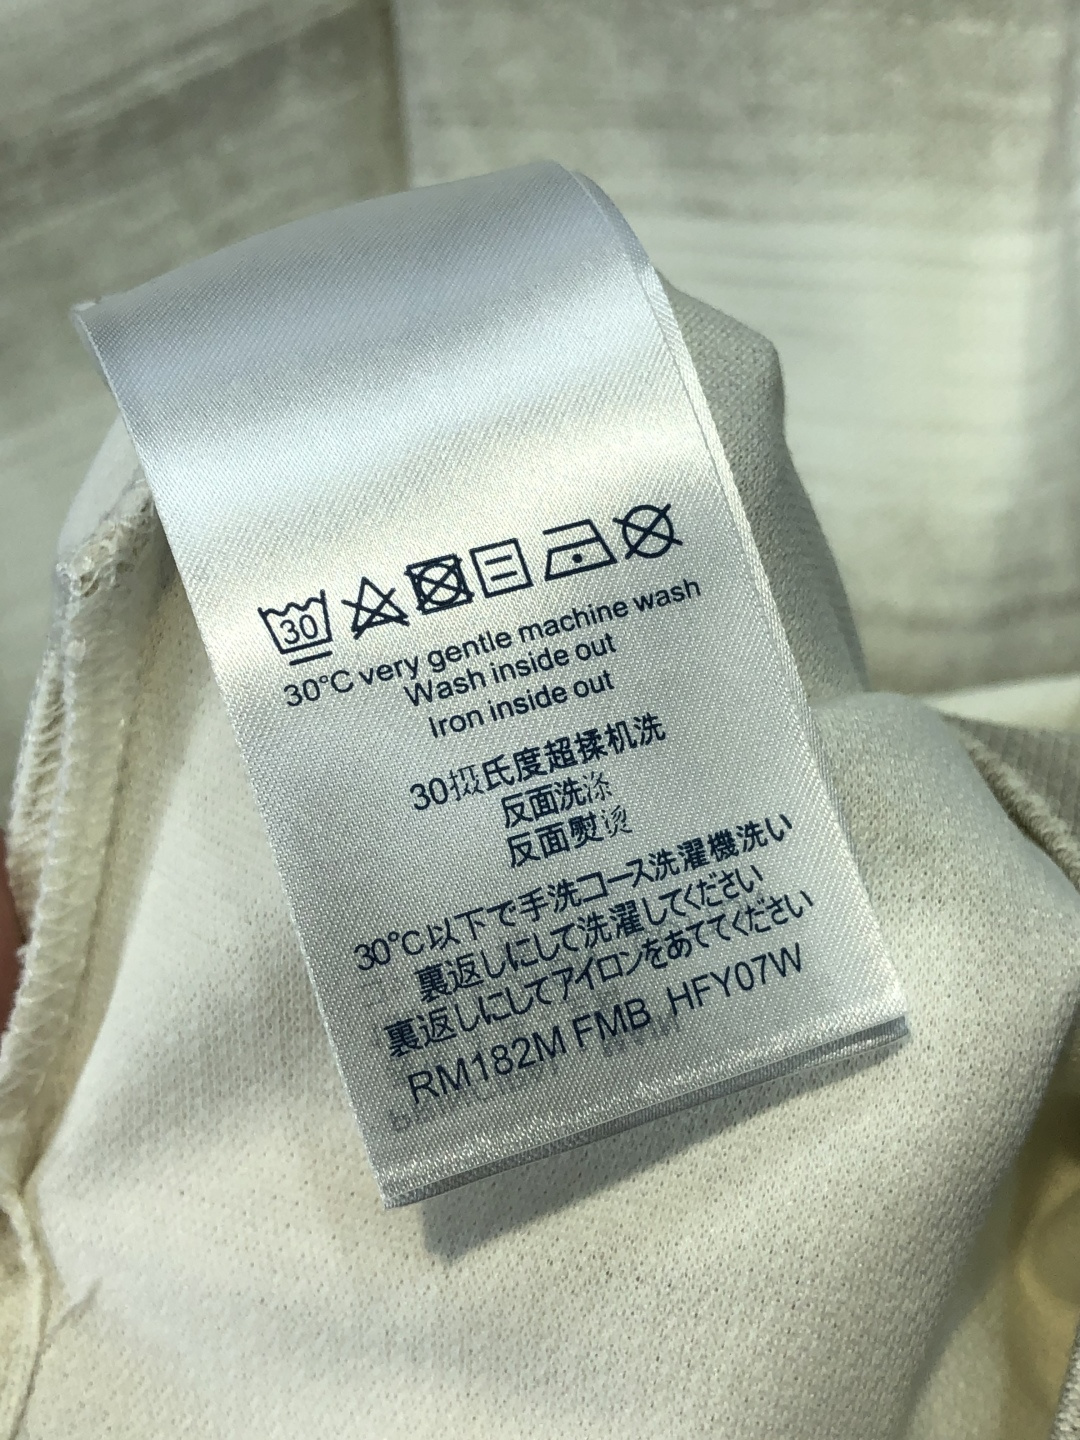 30
30°C very gentle machine wash
Wash inside out
Iron inside out
30摄氏度超揉机洗
反面洗涤
反面熨烫
30°C以下で手洗コース洗濯機洗い
裏返しにして洗濯してください
裏返しにしてアイロンをあててください
RM182M FMB HFY07W